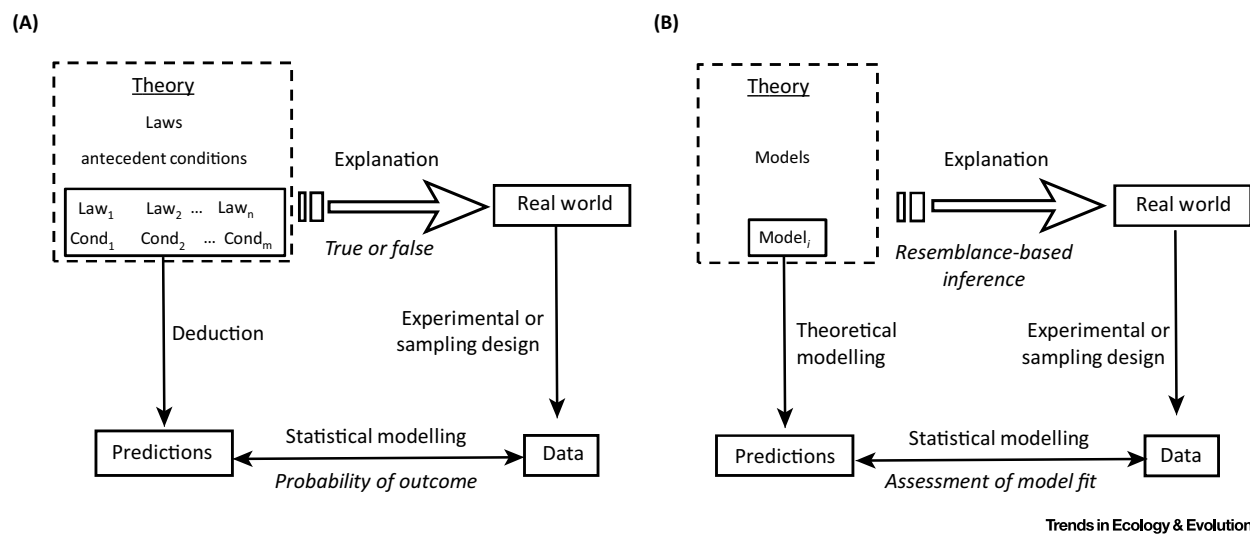 (A)
Theory
Laws
antecedent conditions
Law1 Law2 ... Lawn
Cond1 Cond2 ... Condm
Explanation
True or false
Real world
Deduction
Experimental or
sampling design
Predictions
Statistical modelling
Probability of outcome
Data
(B)
Theory
Models
Modeli
Explanation
Resemblance-based
inference
Real world
Theoretical
modelling
Experimental or
sampling design
Predictions
Statistical modelling
Assessment of model fit
Data
Trends in Ecology & Evolution